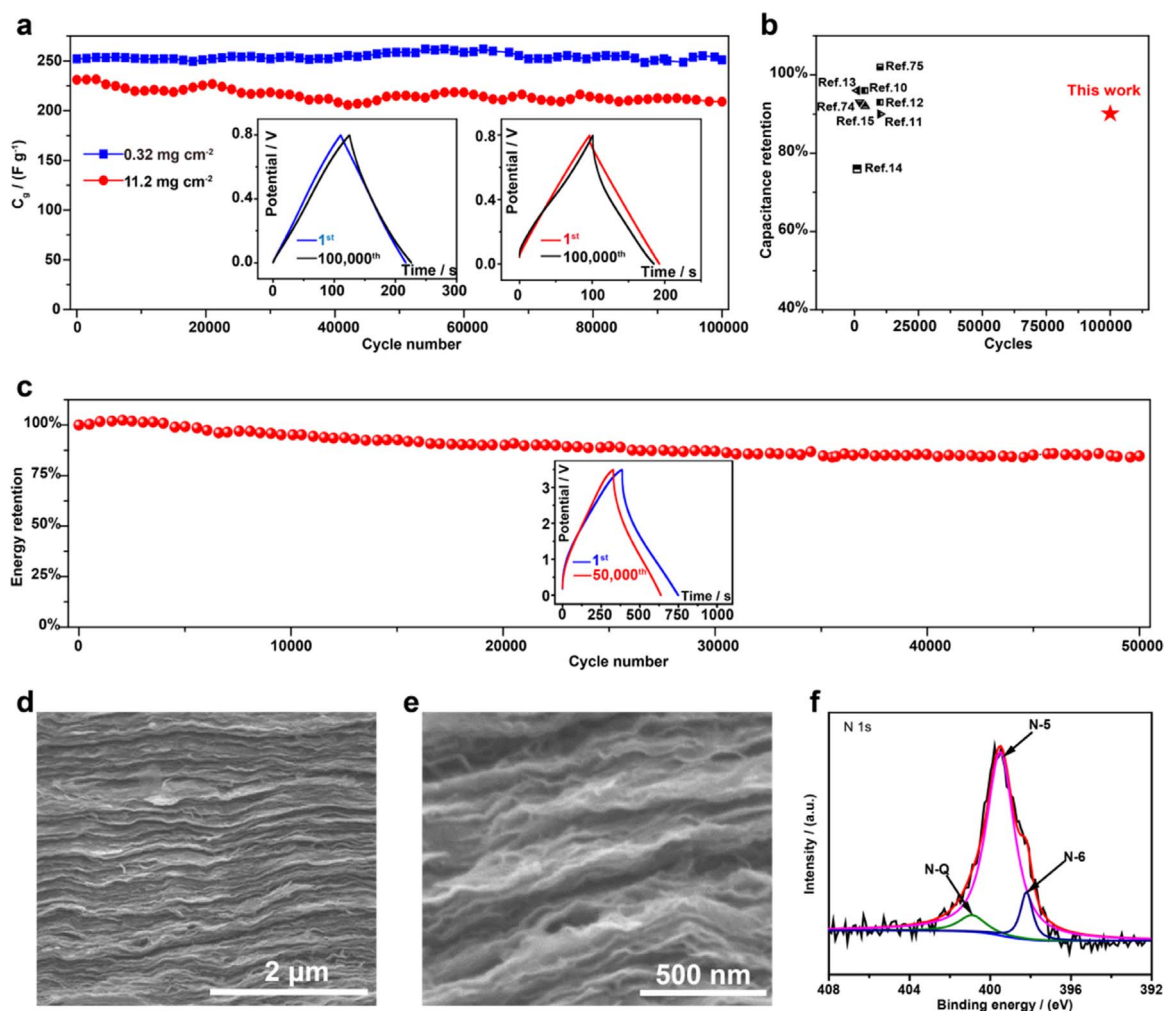 a
250
200
150
100
50
0
C_g / (F g⁻¹)
0.32 mg cm⁻²
11.2 mg cm⁻²
0.8
0.4
0.0
Potential / V
1ˢᵗ
100,000ᵗʰ
Time / s
0 100 200 300
0.8
0.4
0.0
Potential / V
1ˢᵗ
100,000ᵗʰ
Time / s
0 100 200
0 20000 40000 60000 80000 100000
Cycle number
b
100%
80%
60%
40%
Capacitance retention
Ref.75
Ref.13
Ref.10
Ref.12
Ref.74
Ref.15
Ref.11
Ref.14
This work
0 25000 50000 75000 100000
Cycles
c
100%
75%
50%
25%
0%
Energy retention
3
2
1
0
Potential / V
1ˢᵗ
50,000ᵗʰ
Time / s
0 250 500 750 1000
0 10000 20000 30000 40000 50000
Cycle number
d
2 μm
e
500 nm
f
N 1s
N-5
N-Q
N-6
Intensity / (a.u.)
408 404 400 396 392
Binding energy / (eV)